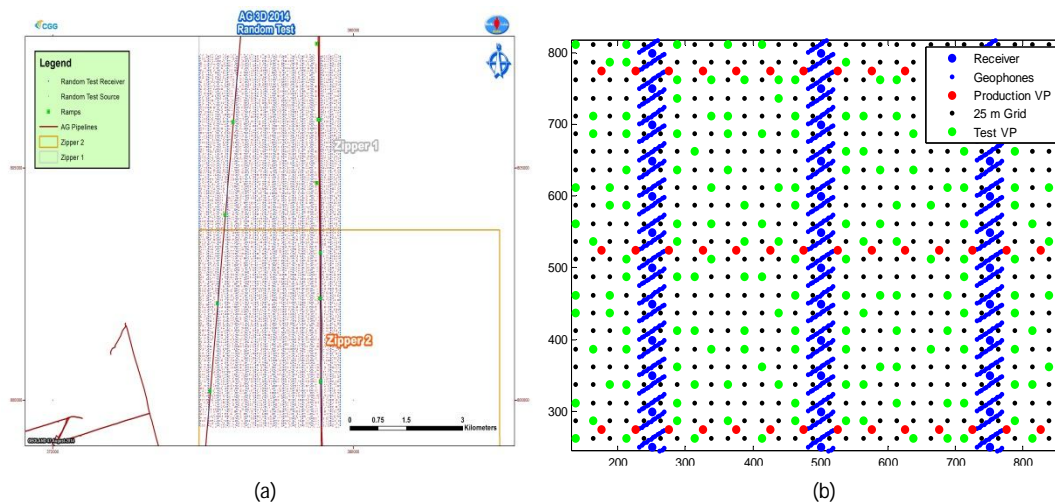 CGG
AG 3D 2014
Random Test
Legend
Random Test Receiver
Random Test Source
Ramps
AG Pipelines
Zipper 2
Zipper 1
Zipper 1
Zipper 2
0 0.75 1.5 3
Kilometers
(a)
Receiver
Geophones
Production VP
25 m Grid
Test VP
800
700
600
500
400
300
200 300 400 500 600 700 800
(b)